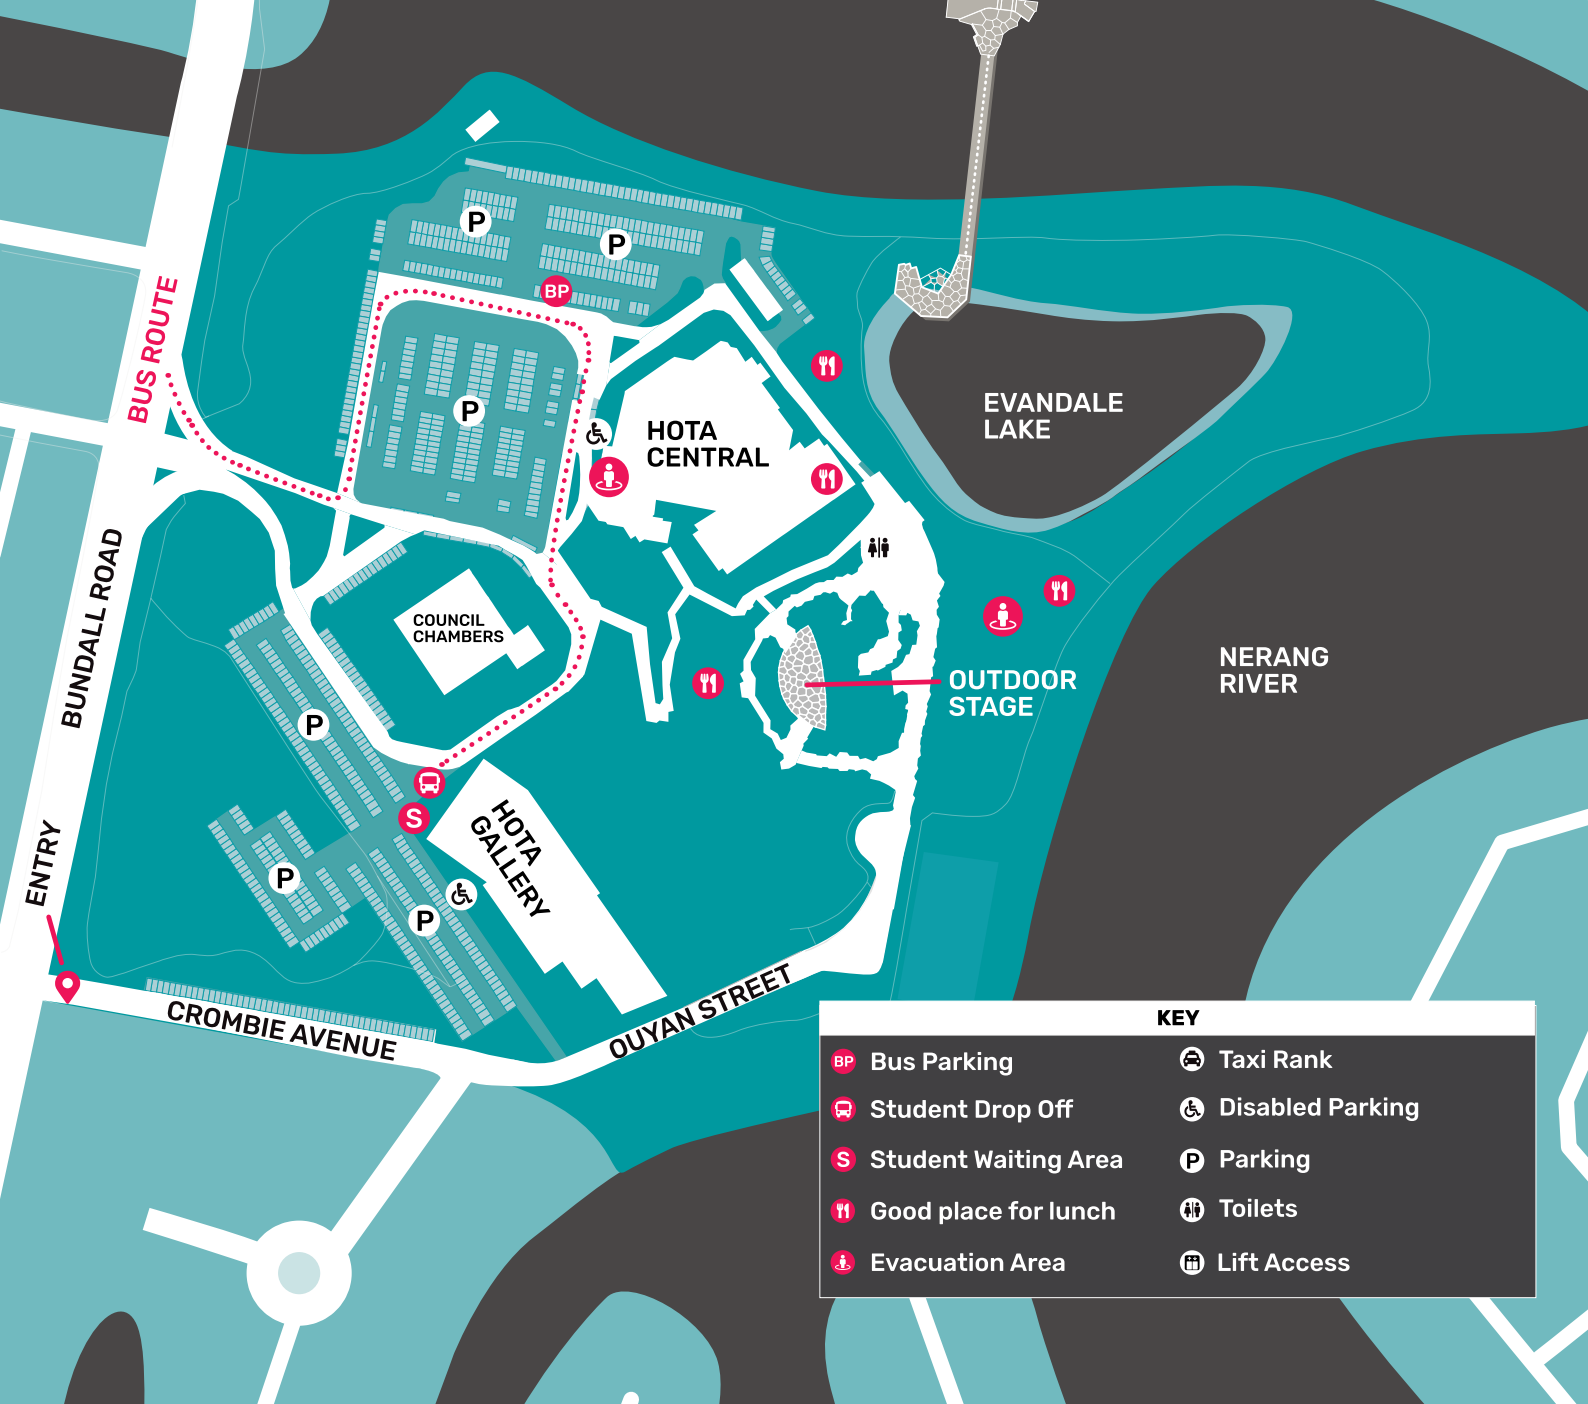 P
P
BP
BUS ROUTE
P
HOTA
CENTRAL
EVANDALE
LAKE
COUNCIL
CHAMBERS
BUNDALL ROAD
NERANG
RIVER
OUTDOOR
STAGE
P
S
HOTA
GALLERY
ENTRY
P
P
CROMBIE AVENUE
OUYAN STREET
KEY
BP Bus Parking
Student Drop Off
S Student Waiting Area
Good place for lunch
Evacuation Area
Taxi Rank
Disabled Parking
P Parking
Toilets
Lift Access